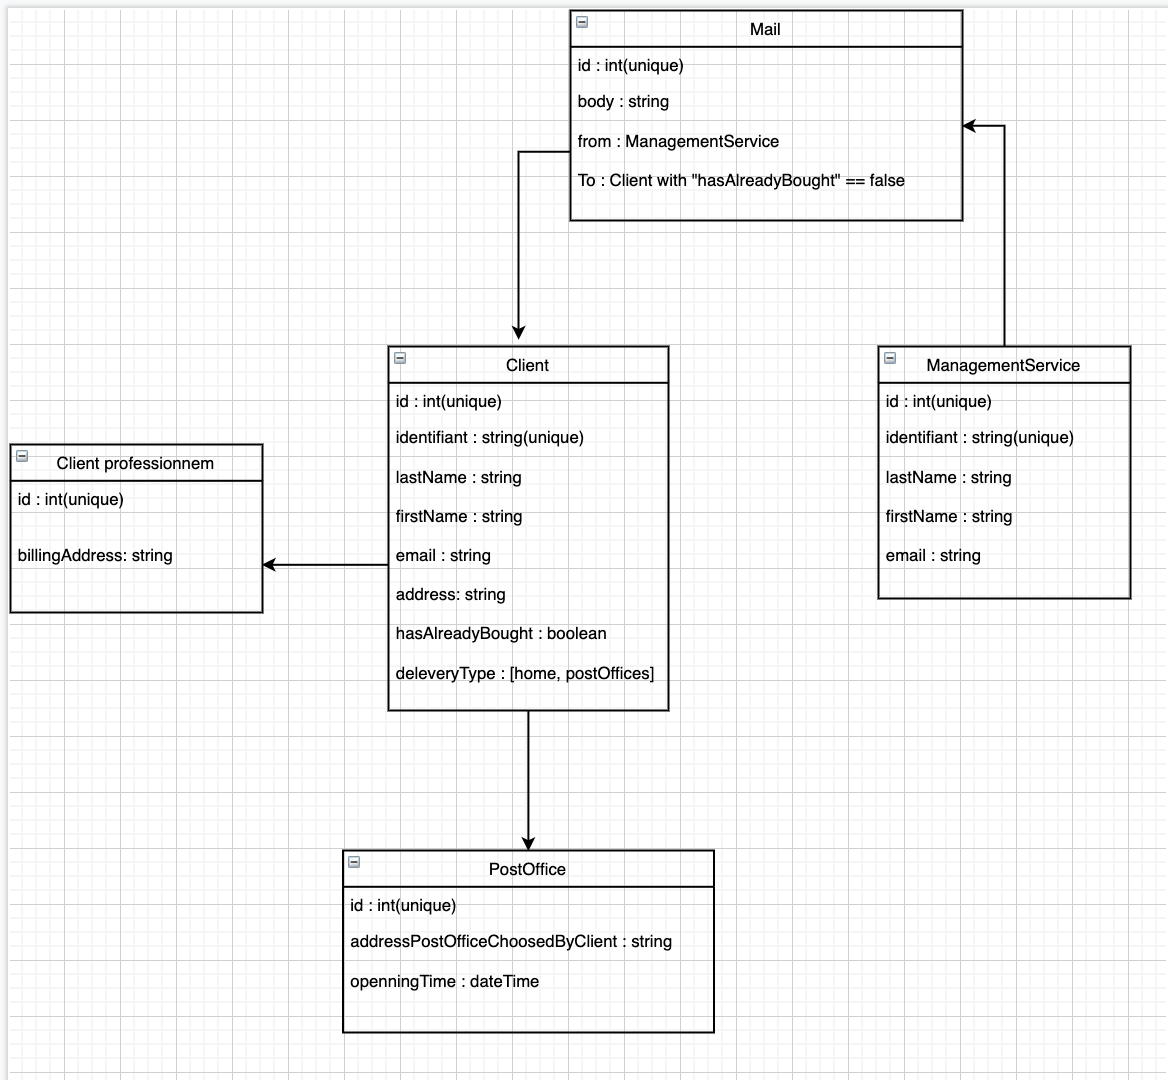 Mail
id : int(unique)
body : string
from : ManagementService
To : Client with "hasAlreadyBought" == false
Client
id : int(unique)
identifiant : string(unique)
lastName : string
firstName : string
email : string
address: string
hasAlreadyBought : boolean
deleveryType : [home, postOffices]
ManagementService
id : int(unique)
identifiant : string(unique)
lastName : string
firstName : string
email : string
Client professionnem
id : int(unique)
billingAddress: string
PostOffice
id : int(unique)
addressPostOfficeChoosedByClient : string
openningTime : dateTime